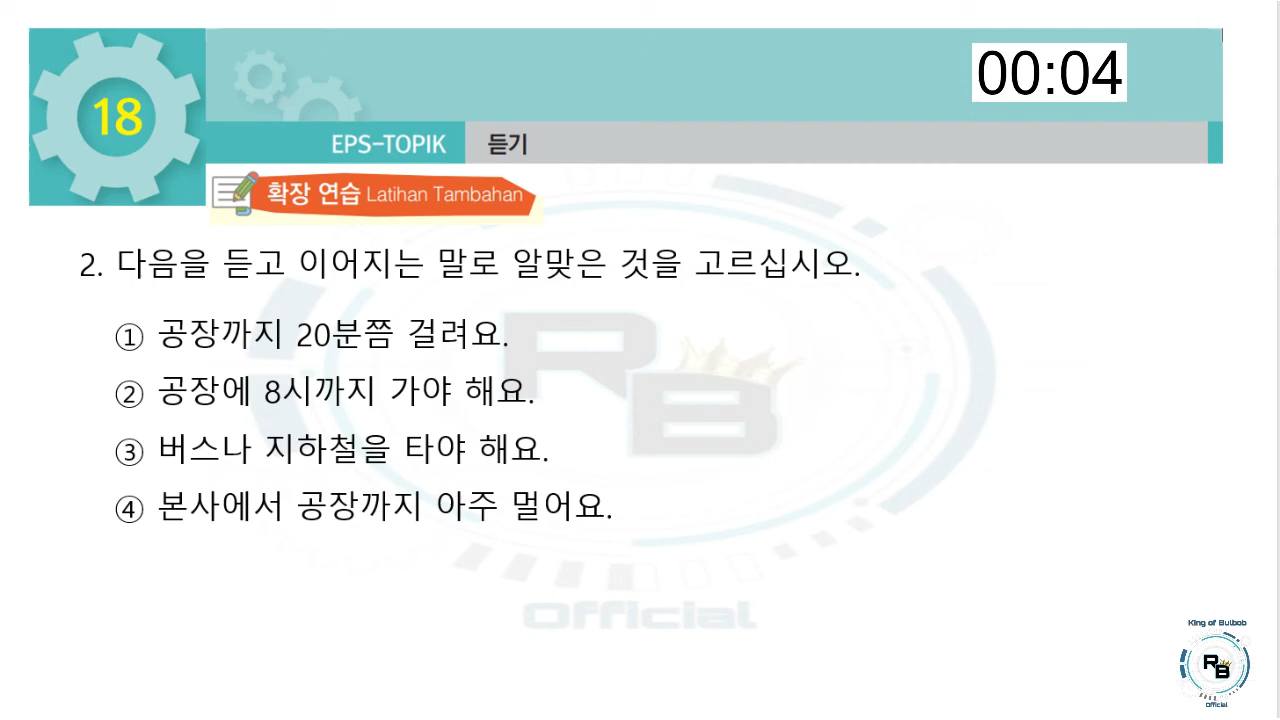 00:04
18
EPS-TOPIK 듣기
확장 연습 Latihan Tambahan
2. 다음을 듣고 이어지는 말로 알맞은 것을 고르십시오.
① 공장까지 20분쯤 걸려요.
② 공장에 8시까지 가야 해요.
③ 버스나 지하철을 타야 해요.
④ 본사에서 공장까지 아주 멀어요.
RB
Official
King of Bulbob
RB
Official